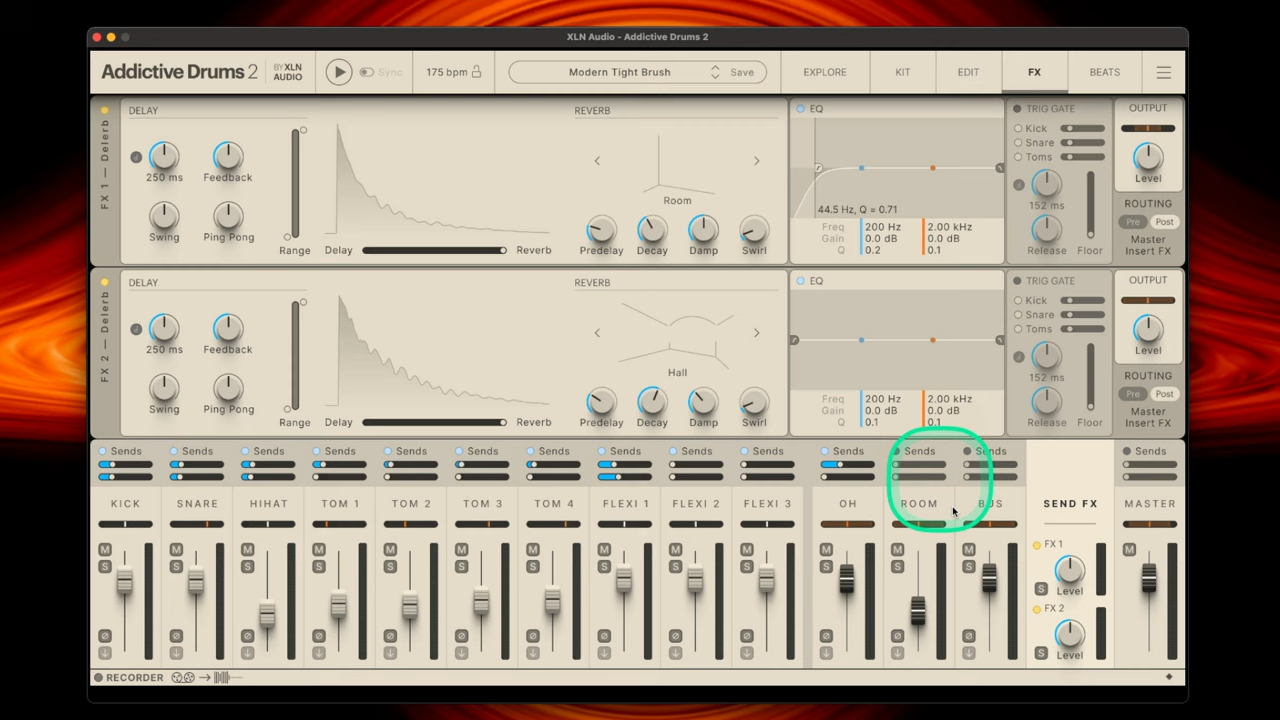 XLN Audio - Addictive Drums 2
Addictive Drums 2 BY XLN AUDIO Sync 175 bpm Modern Tight Brush Save EXPLORE KIT EDIT FX BEATS
FX 1 — Delerb
DELAY REVERB EQ TRIG GATE OUTPUT
Kick
Snare
Toms
250 ms Feedback
Level
Room
152 ms
ROUTING
44.5 Hz, Q = 0.71
Pre Post
Swing Ping Pong
Freq 200 Hz 2.00 kHz
Gain 0.0 dB 0.0 dB
Q 0.2 0.1
Master
Insert FX
Range Delay Reverb Predelay Decay Damp Swirl Release Floor
FX 2 — Delerb
DELAY REVERB EQ TRIG GATE OUTPUT
Kick
Snare
Toms
250 ms Feedback
Level
Hall
152 ms
ROUTING
Pre Post
Swing Ping Pong
Freq 200 Hz 2.00 kHz
Gain 0.0 dB 0.0 dB
Q 0.1 0.1
Master
Insert FX
Range Delay Reverb Predelay Decay Damp Swirl Release Floor
Sends Sends Sends Sends Sends Sends Sends Sends Sends Sends Sends Sends Sends Sends
KICK SNARE HIHAT TOM 1 TOM 2 TOM 3 TOM 4 FLEXI 1 FLEXI 2 FLEXI 3 OH ROOM BUS SEND FX MASTER
M M M M M M M M M M M M M FX 1 M
S S S S S S S S S S S S S
S Level
FX 2
Ø Ø Ø Ø Ø Ø Ø Ø Ø Ø Ø Ø Ø
S Level
RECORDER